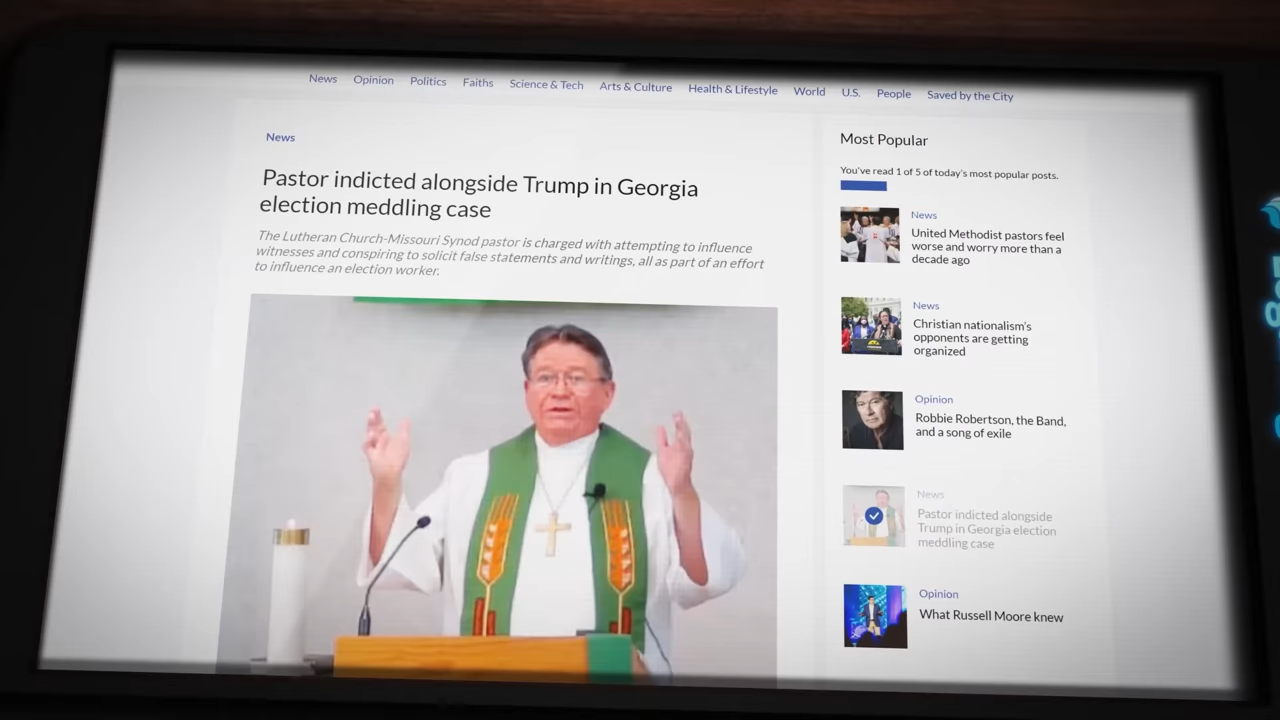 News Opinion Politics Faiths Science & Tech Arts & Culture Health & Lifestyle World U.S. People Saved by the City
News
Pastor indicted alongside Trump in Georgia
election meddling case
The Lutheran Church-Missouri Synod pastor is charged with attempting to influence
witnesses and conspiring to solicit false statements and writings, all as part of an effort
to influence an election worker.
Most Popular
You've read 1 of 5 of today's most popular posts.
News
United Methodist pastors feel
worse and worry more than a
decade ago
News
Christian nationalism's
opponents are getting
organized
Opinion
Robbie Robertson, the Band,
and a song of exile
News
Pastor indicted alongside
Trump in Georgia election
meddling case
Opinion
What Russell Moore knew